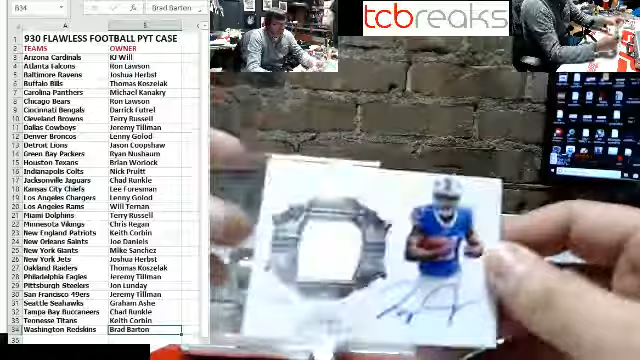 B34
Brad Barton
tcbreaks
A B
930 FLAWLESS FOOTBALL PYT CASE
TEAMS OWNER
Arizona Cardinals KJ Will
Atlanta Falcons Ron Lawson
Baltimore Ravens Joshua Herbst
Buffalo Bills Thomas Koszelak
Carolina Panthers Michael Kanakry
Chicago Bears Ron Lawson
Cincinnati Bengals Darrick Futrel
Cleveland Browns Terry Russell
Dallas Cowboys Jeremy Tillman
Denver Broncos Lenny Golod
Detroit Lions Jason Coopshaw
Green Bay Packers Ryan Nusbaum
Houston Texans Brian Worlock
Indianapolis Colts Nick Pruitt
Jacksonville Jaguars Chad Runkle
Kansas City Chiefs Lee Foresman
Los Angeles Chargers Lenny Golod
Los Angeles Rams Will Ternan
Miami Dolphins Terry Russell
Minnesota Vikings Chris Regan
New England Patriots Keith Corbin
New Orleans Saints Joe Daniels
New York Giants Mike Sanchez
New York Jets Joshua Herbst
Oakland Raiders Thomas Koszelak
Philadelphia Eagles Jeremy Tillman
Pittsburgh Steelers Jon Lunday
San Francisco 49ers Jeremy Tillman
Seattle Seahawks Graham Ashe
Tampa Bay Buccaneers Chad Runkle
Tennesse Titans Keith Corbin
Washington Redskins Brad Barton